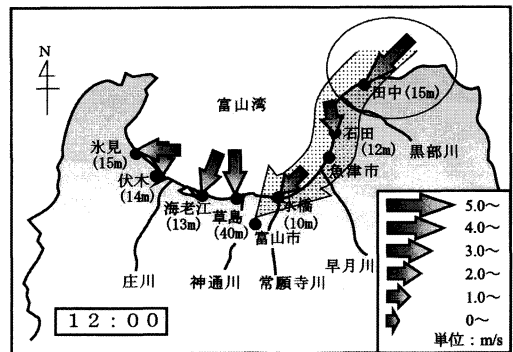 N
富山湾
田中(15m)
石田
(12m)
黒部川
魚津市
氷見
(15m)
伏木
(14m)
海老江
(13m)
草島
(40m)
水橋
(10m)
富山市
早月川
庄川
神通川
常願寺川
12:00
5.0~
4.0~
3.0~
2.0~
1.0~
0~
単位:m/s